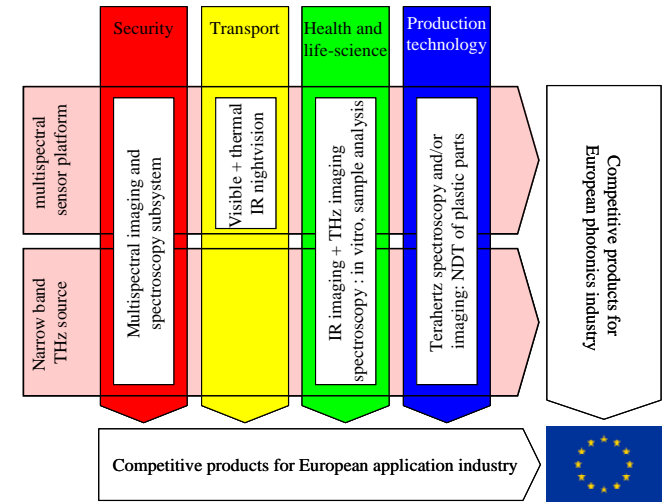 Security
Transport
Health and
life-science
Production
technology
multispectral
sensor platform
Narrow band
THz source
Multispectral imaging and
spectroscopy subsystem
Visible + thermal
IR nightvision
IR imaging + THz imaging
spectroscopy : in vitro, sample analysis
Terahertz spectroscopy and/or
imaging: NDT of plastic parts
Competitive products for
European photonics industry
Competitive products for European application industry